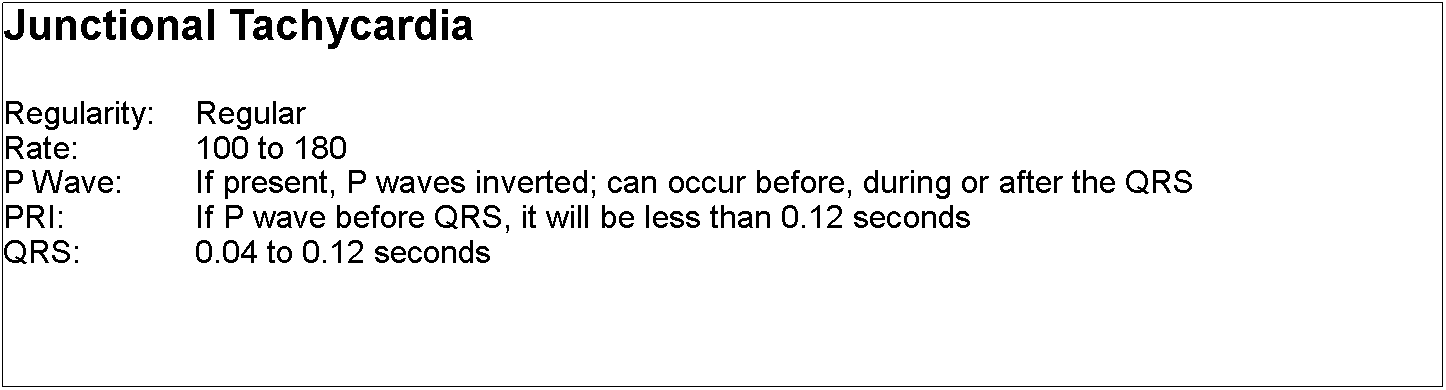 Junctional Tachycardia
Regularity: Regular
Rate: 100 to 180
P Wave: If present, P waves inverted; can occur before, during or after the QRS
PRI: If P wave before QRS, it will be less than 0.12 seconds
QRS: 0.04 to 0.12 seconds